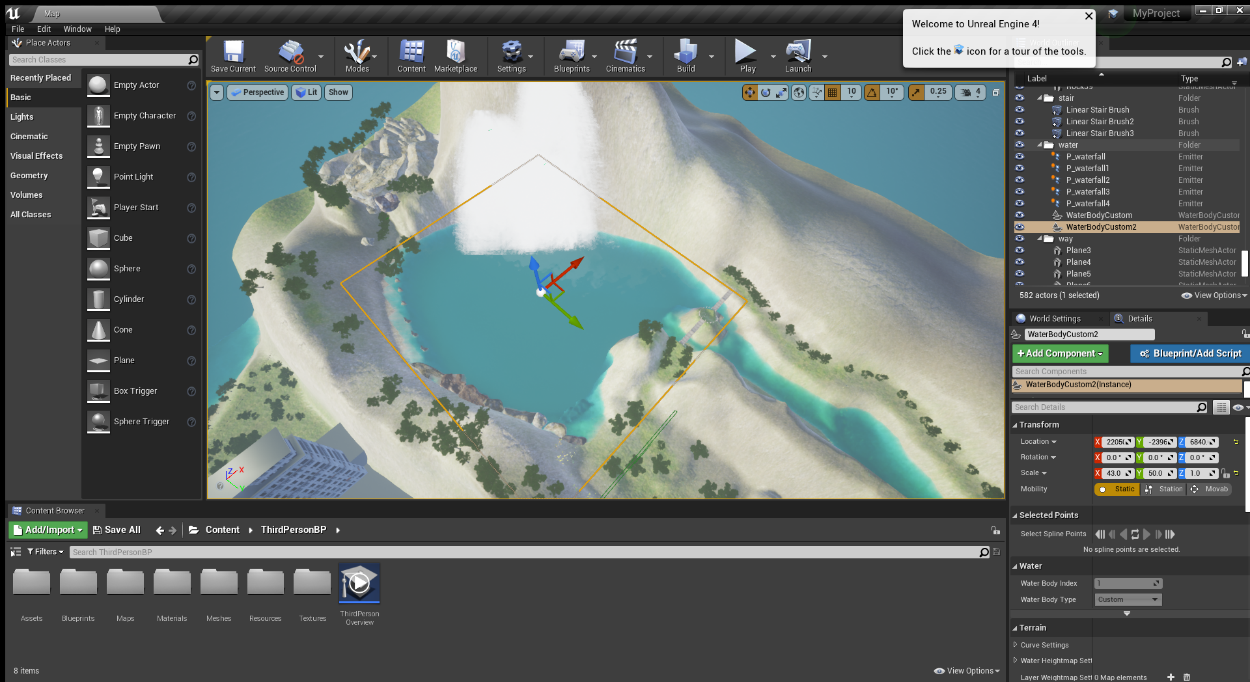 Map
MyProject
File Edit Window Help
Welcome to Unreal Engine 4!
Click the icon for a tour of the tools.
Place Actors
Search Classes
Recently Placed
Basic
Lights
Cinematic
Visual Effects
Geometry
Volumes
All Classes
Empty Actor
Empty Character
Empty Pawn
Point Light
Player Start
Cube
Sphere
Cylinder
Cone
Plane
Box Trigger
Sphere Trigger
Save Current Source Control Modes Content Marketplace Settings Blueprints Cinematics Build Play Launch
Perspective Lit Show
10 10° 0.25 4
Z X
Label Type
StaticMeshActor
stair Folder
Linear Stair Brush Brush
Linear Stair Brush2 Brush
Linear Stair Brush3 Brush
water Folder
P_waterfall Emitter
P_waterfall1 Emitter
P_waterfall2 Emitter
P_waterfall3 Emitter
P_waterfall4 Emitter
WaterBodyCustom WaterBodyCustor
WaterBodyCustom2 WaterBodyCustor
way Folder
Plane3 StaticMeshActor
Plane4 StaticMeshActor
Plane5 StaticMeshActor
582 actors (1 selected) View Options
World Settings Details
WaterBodyCustom2
+Add Component Blueprint/Add Script
Search Components
WaterBodyCustom2(Instance)
Search Details
Transform
Location X Y -2396 Z 6840.
Rotation X 0.0° Y 0.0° Z 0.0°
Scale X 43.0 Y 50.0 Z 1.0
Mobility Static Station Movab
Selected Points
Select Spline Points
No spline points are selected.
Water
Water Body Index 1
Water Body Type Custom
Terrain
Curve Settings
Water Heightmap Sett
Layer Weightmap Sett 0 Map elements
Content Browser
Add/Import Save All Content ThirdPersonBP
Filters Search ThirdPersonBP
Assets Blueprints Maps Materials Meshes Resources Textures ThirdPerson
Overview
8 items View Options